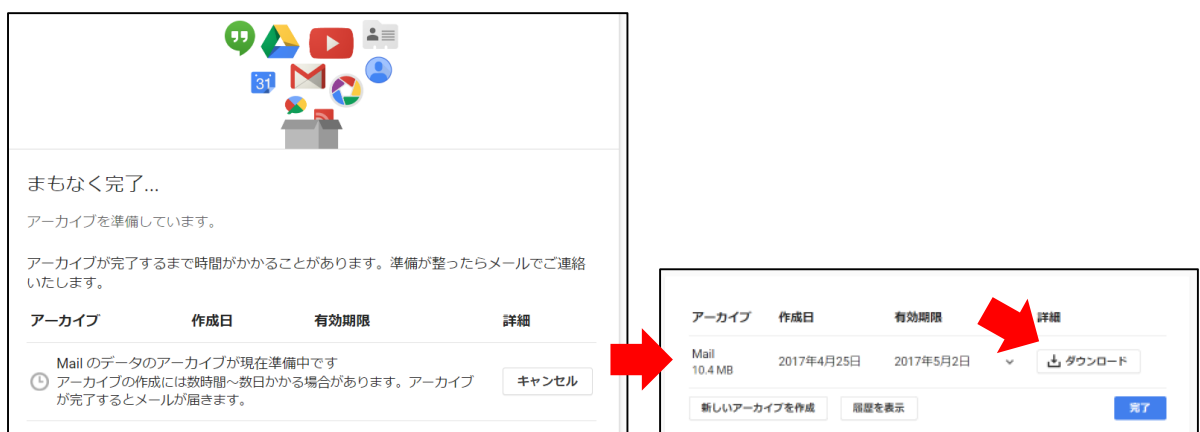 31
まもなく完了...
アーカイブを準備しています。
アーカイブが完了するまで時間がかかることがあります。準備が整ったらメールでご連絡
いたします。
アーカイブ 作成日 有効期限 詳細
Mail のデータのアーカイブが現在準備中です
アーカイブの作成には数時間～数日かかる場合があります。アーカイブ
が完了するとメールが届きます。
キャンセル
アーカイブ 作成日 有効期限 詳細
Mail
10.4 MB
2017年4月25日 2017年5月2日 ダウンロード
新しいアーカイブを作成 履歴を表示 完了